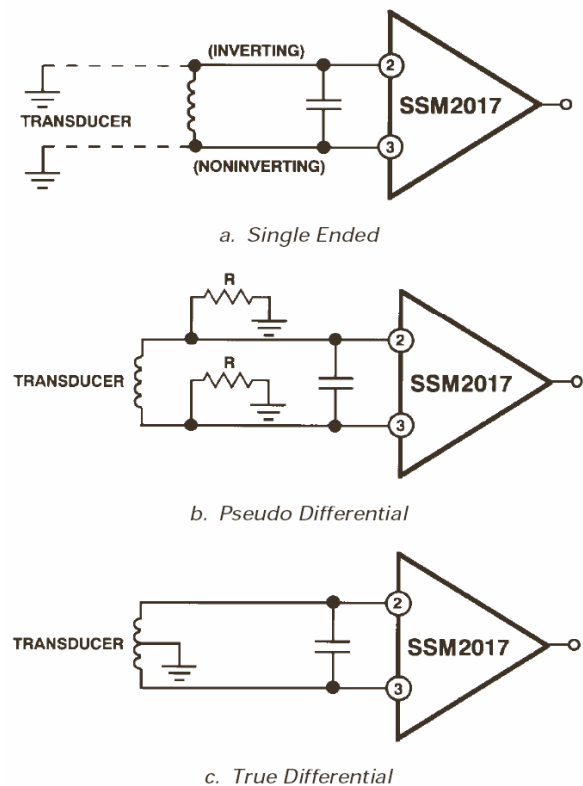 (INVERTING)
2
SSM2017
TRANSDUCER
3
(NONINVERTING)
a. Single Ended
R
2
R
SSM2017
TRANSDUCER
3
b. Pseudo Differential
2
TRANSDUCER
SSM2017
3
c. True Differential